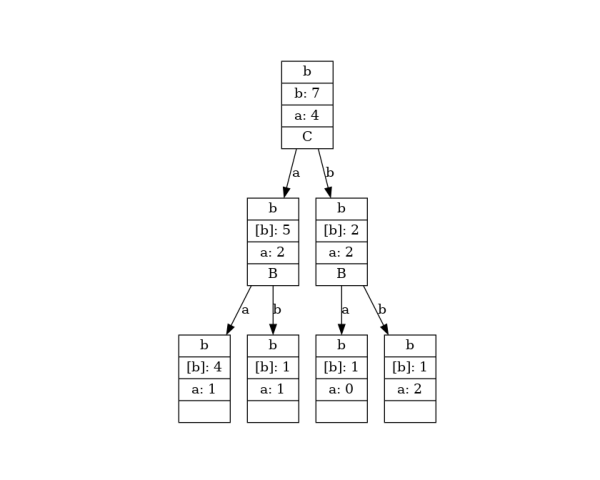 b
b: 7
a: 4
C
a b
b b
[b]: 5 [b]: 2
a: 2 a: 2
B B
a b a b
b b b b
[b]: 4 [b]: 1 [b]: 1 [b]: 1
a: 1 a: 1 a: 0 a: 2